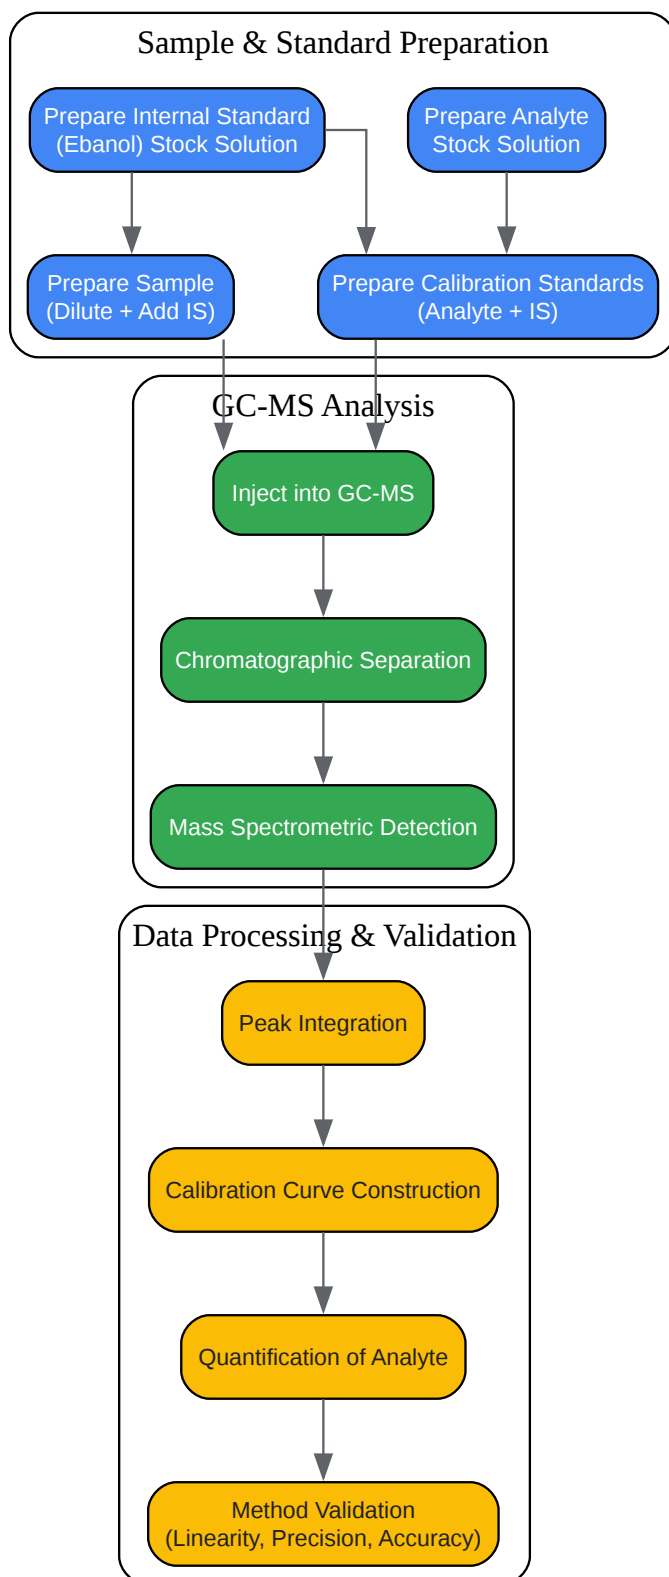 Sample & Standard Preparation
Prepare Internal Standard
(Ebanol) Stock Solution
Prepare Analyte
Stock Solution
Prepare Sample
(Dilute + Add IS)
Prepare Calibration Standards
(Analyte + IS)
GC-MS Analysis
Inject into GC-MS
Chromatographic Separation
Mass Spectrometric Detection
Data Processing & Validation
Peak Integration
Calibration Curve Construction
Quantification of Analyte
Method Validation
(Linearity, Precision, Accuracy)